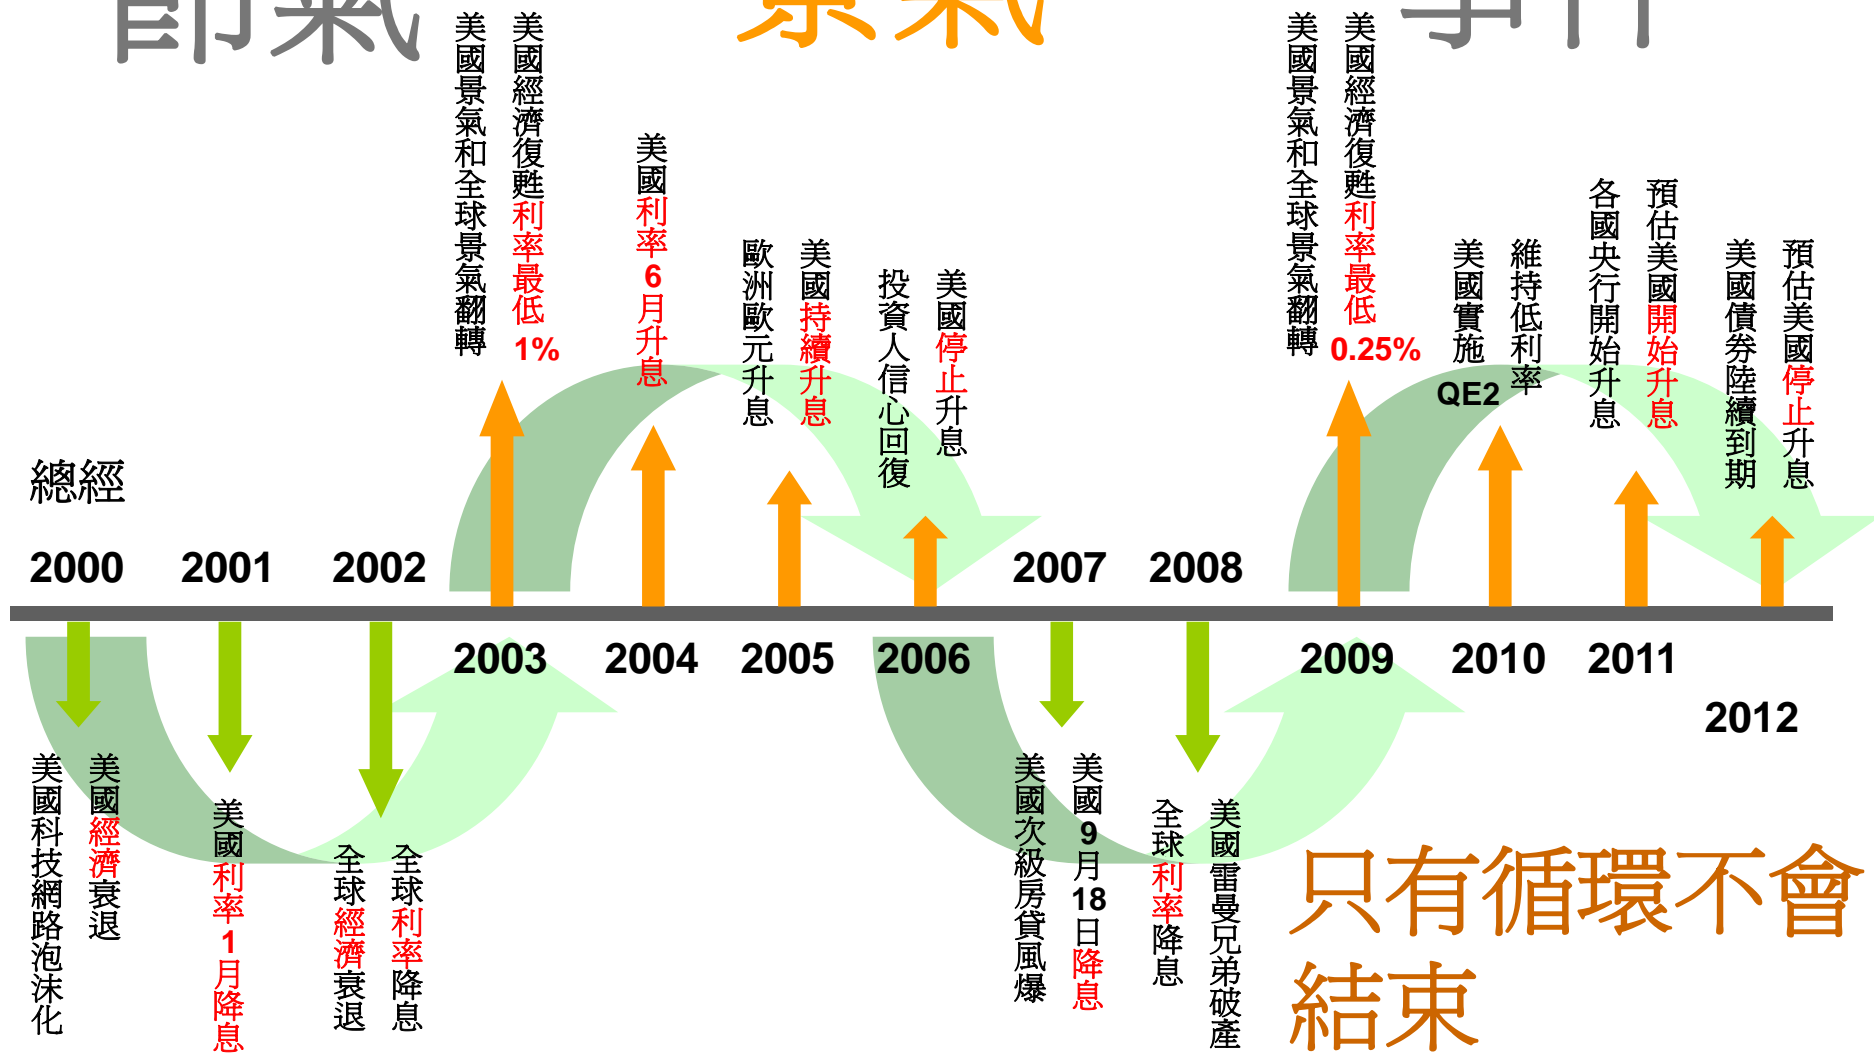 節氣
景氣
事件
美國經濟復甦利率最低1%
美國景氣和全球景氣翻轉
美國利率6月升息
美國持續升息
歐洲歐元升息
美國停止升息
投資人信心回復
美國經濟復甦利率最低0.25%
美國景氣和全球景氣翻轉
維持低利率
美國實施QE2
預估美國開始升息
各國央行開始升息
預估美國停止升息
美國債券陸續到期
總經
2000
2001
2002
2007
2008
2003
2004
2005
2006
2009
2010
2011
2012
美國經濟衰退
美國科技網路泡沫化
美國利率1月降息
全球利率降息
全球經濟衰退
美國9月18日降息
美國次級房貸風爆
美國雷曼兄弟破產
全球利率降息
只有循環不會
結束